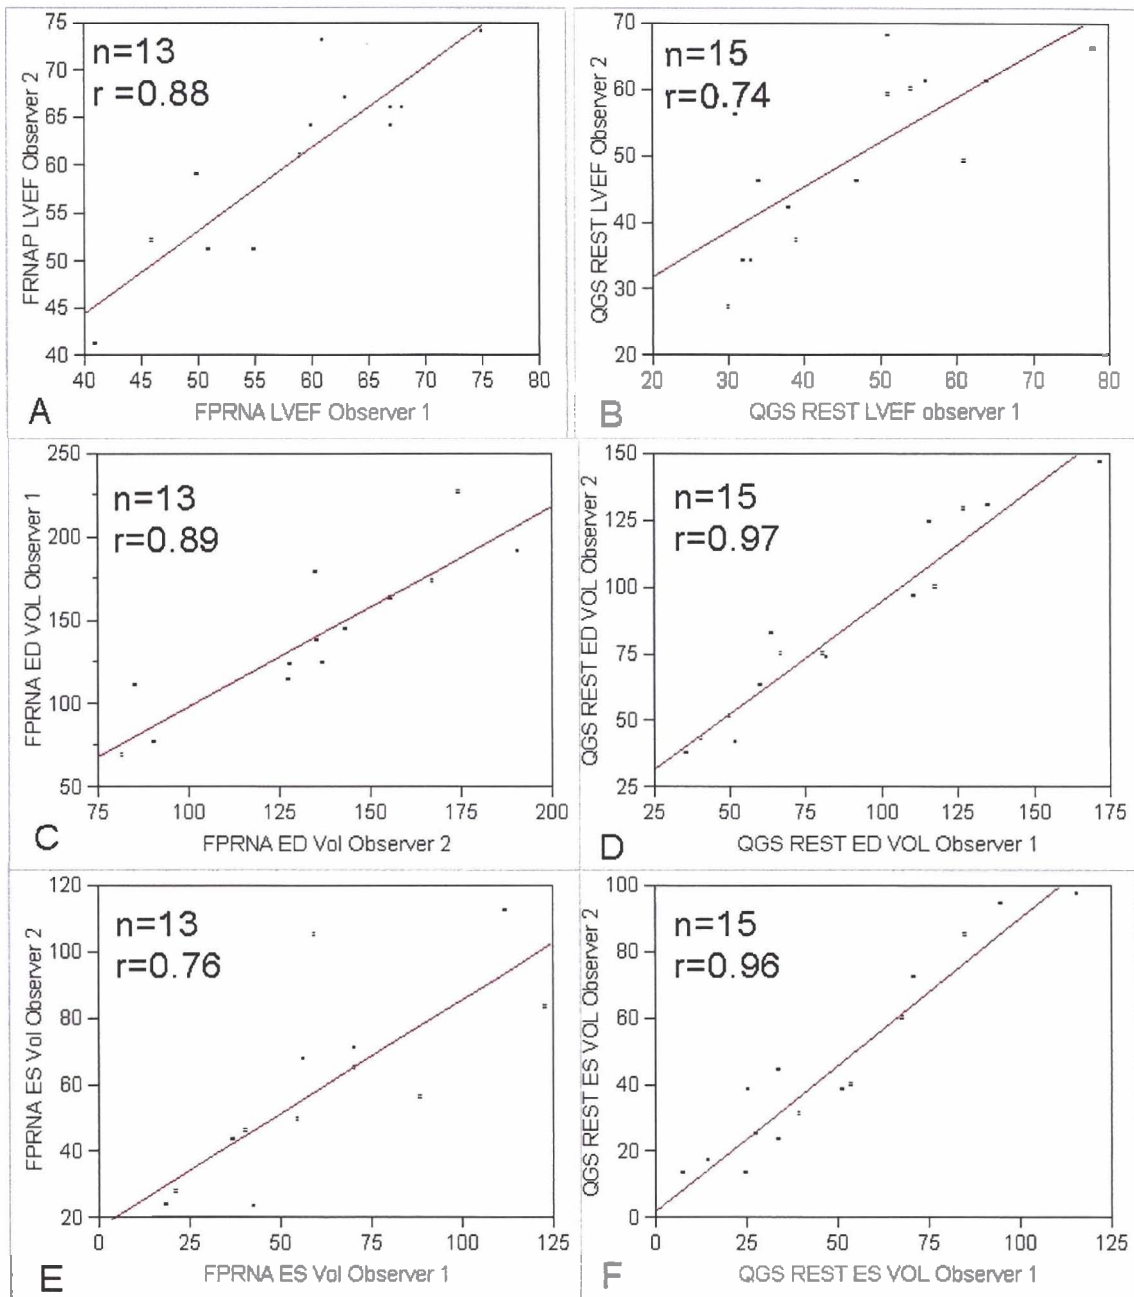 n=13
r =0.88
FRNAP LVEF Observer 2
75
70
65
60
55
50
45
40
40 45 50 55 60 65 70 75 80
A
FPRNA LVEF Observer 1
n=15
r=0.74
QGS REST LVEF Observer 2
70
60
50
40
30
20
20 30 40 50 60 70 80
B
QGS REST LVEF observer 1
n=13
r=0.89
FPRNA ED VOL Observer 1
250
200
150
100
50
75 100 125 150 175 200
C
FPRNA ED Vol Observer 2
n=15
r=0.97
QGS REST ED VOL Observer 2
150
125
100
75
50
25
25 50 75 100 125 150 175
D
QGS REST ED VOL Observer 1
n=13
r=0.76
FPRNA ES Vol Observer 2
120
100
80
60
40
20
0 25 50 75 100 125
E
FPRNA ES Vol Observer 1
n=15
r=0.96
QGS REST ES VOL Observer 2
100
80
60
40
20
0
0 25 50 75 100 125
F
QGS REST ES VOL Observer 1